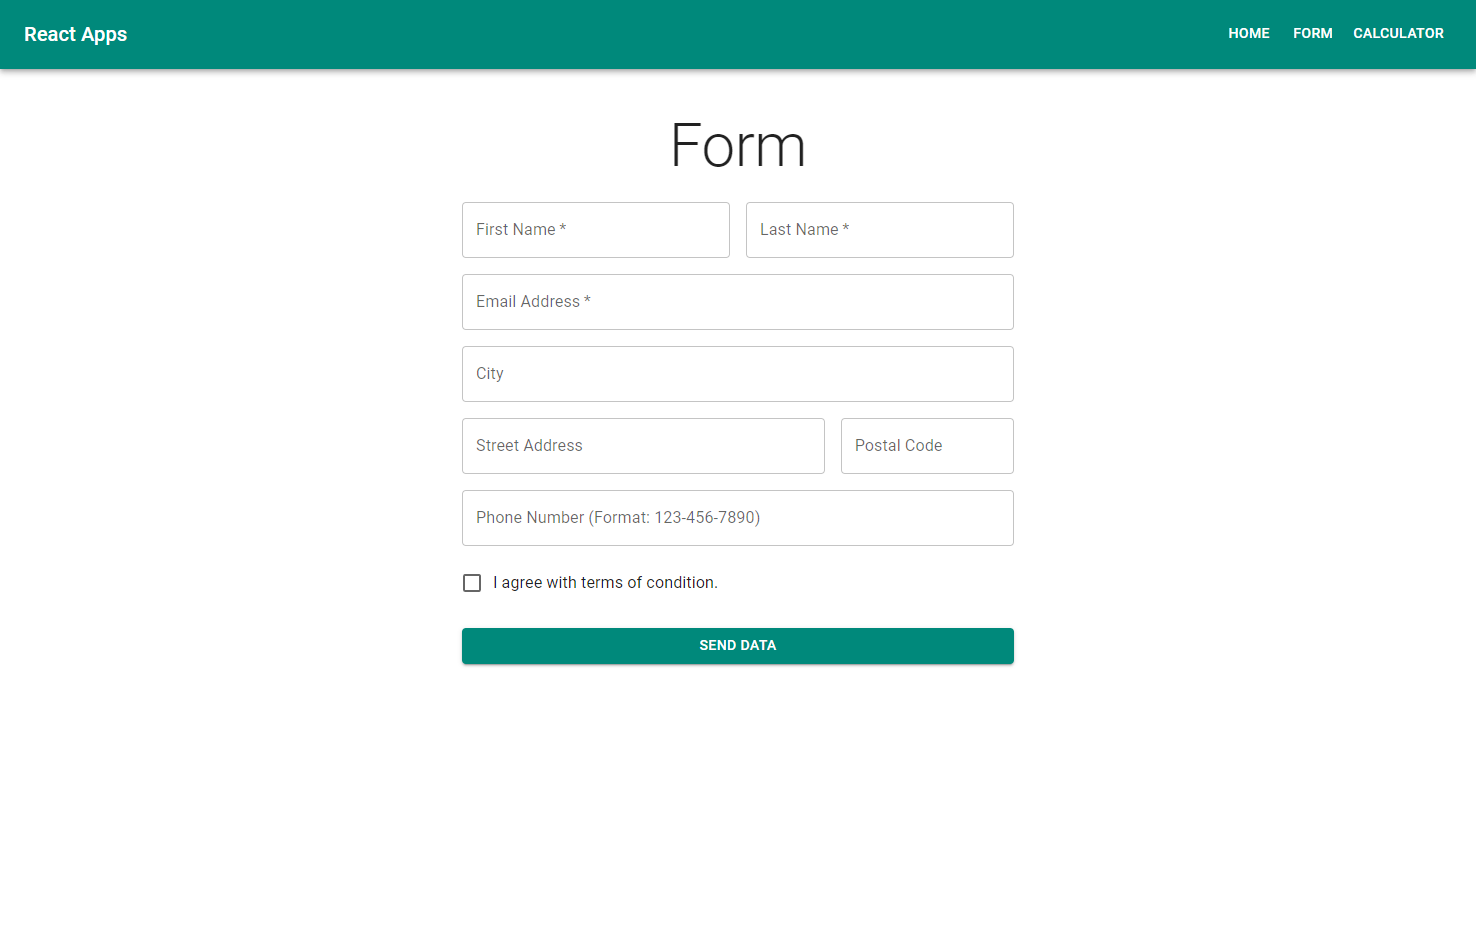 React Apps
HOME FORM CALCULATOR
Form
First Name *
Last Name *
Email Address *
City
Street Address
Postal Code
Phone Number (Format: 123-456-7890)
I agree with terms of condition.
SEND DATA